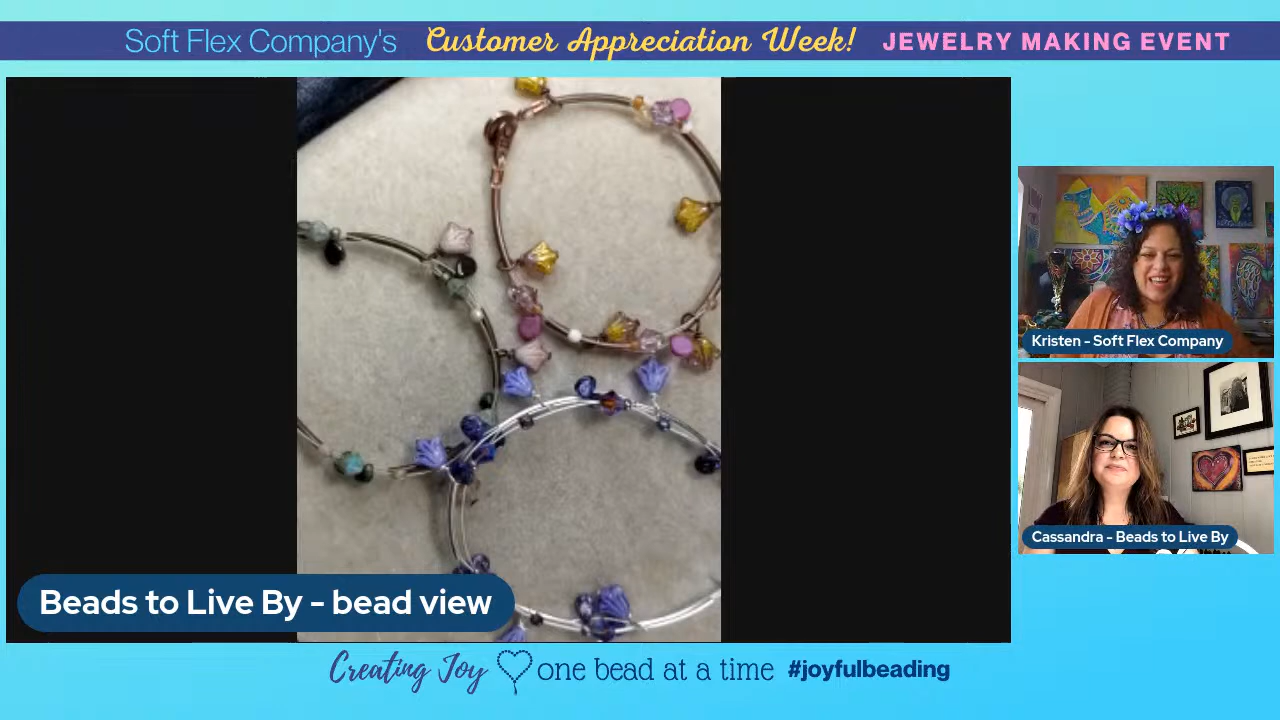 Soft Flex Company's Customer Appreciation Week! JEWELRY MAKING EVENT
Kristen - Soft Flex Company
Cassandra - Beads to Live By
Beads to Live By - bead view
Creating Joy one bead at a time #joyfulbeading